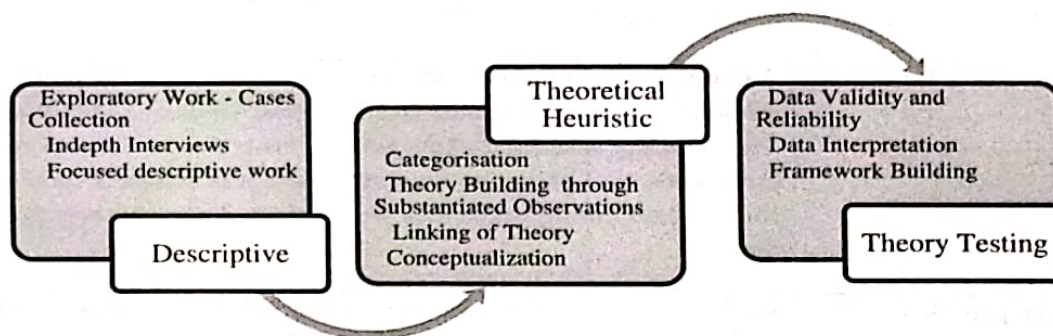 Exploratory Work - Cases
Collection
Indepth Interviews
Focused descriptive work
Descriptive
Theoretical
Heuristic
Categorisation
Theory Building through
Substantiated Observations
Linking of Theory
Conceptualization
Data Validity and
Reliability
Data Interpretation
Framework Building
Theory Testing